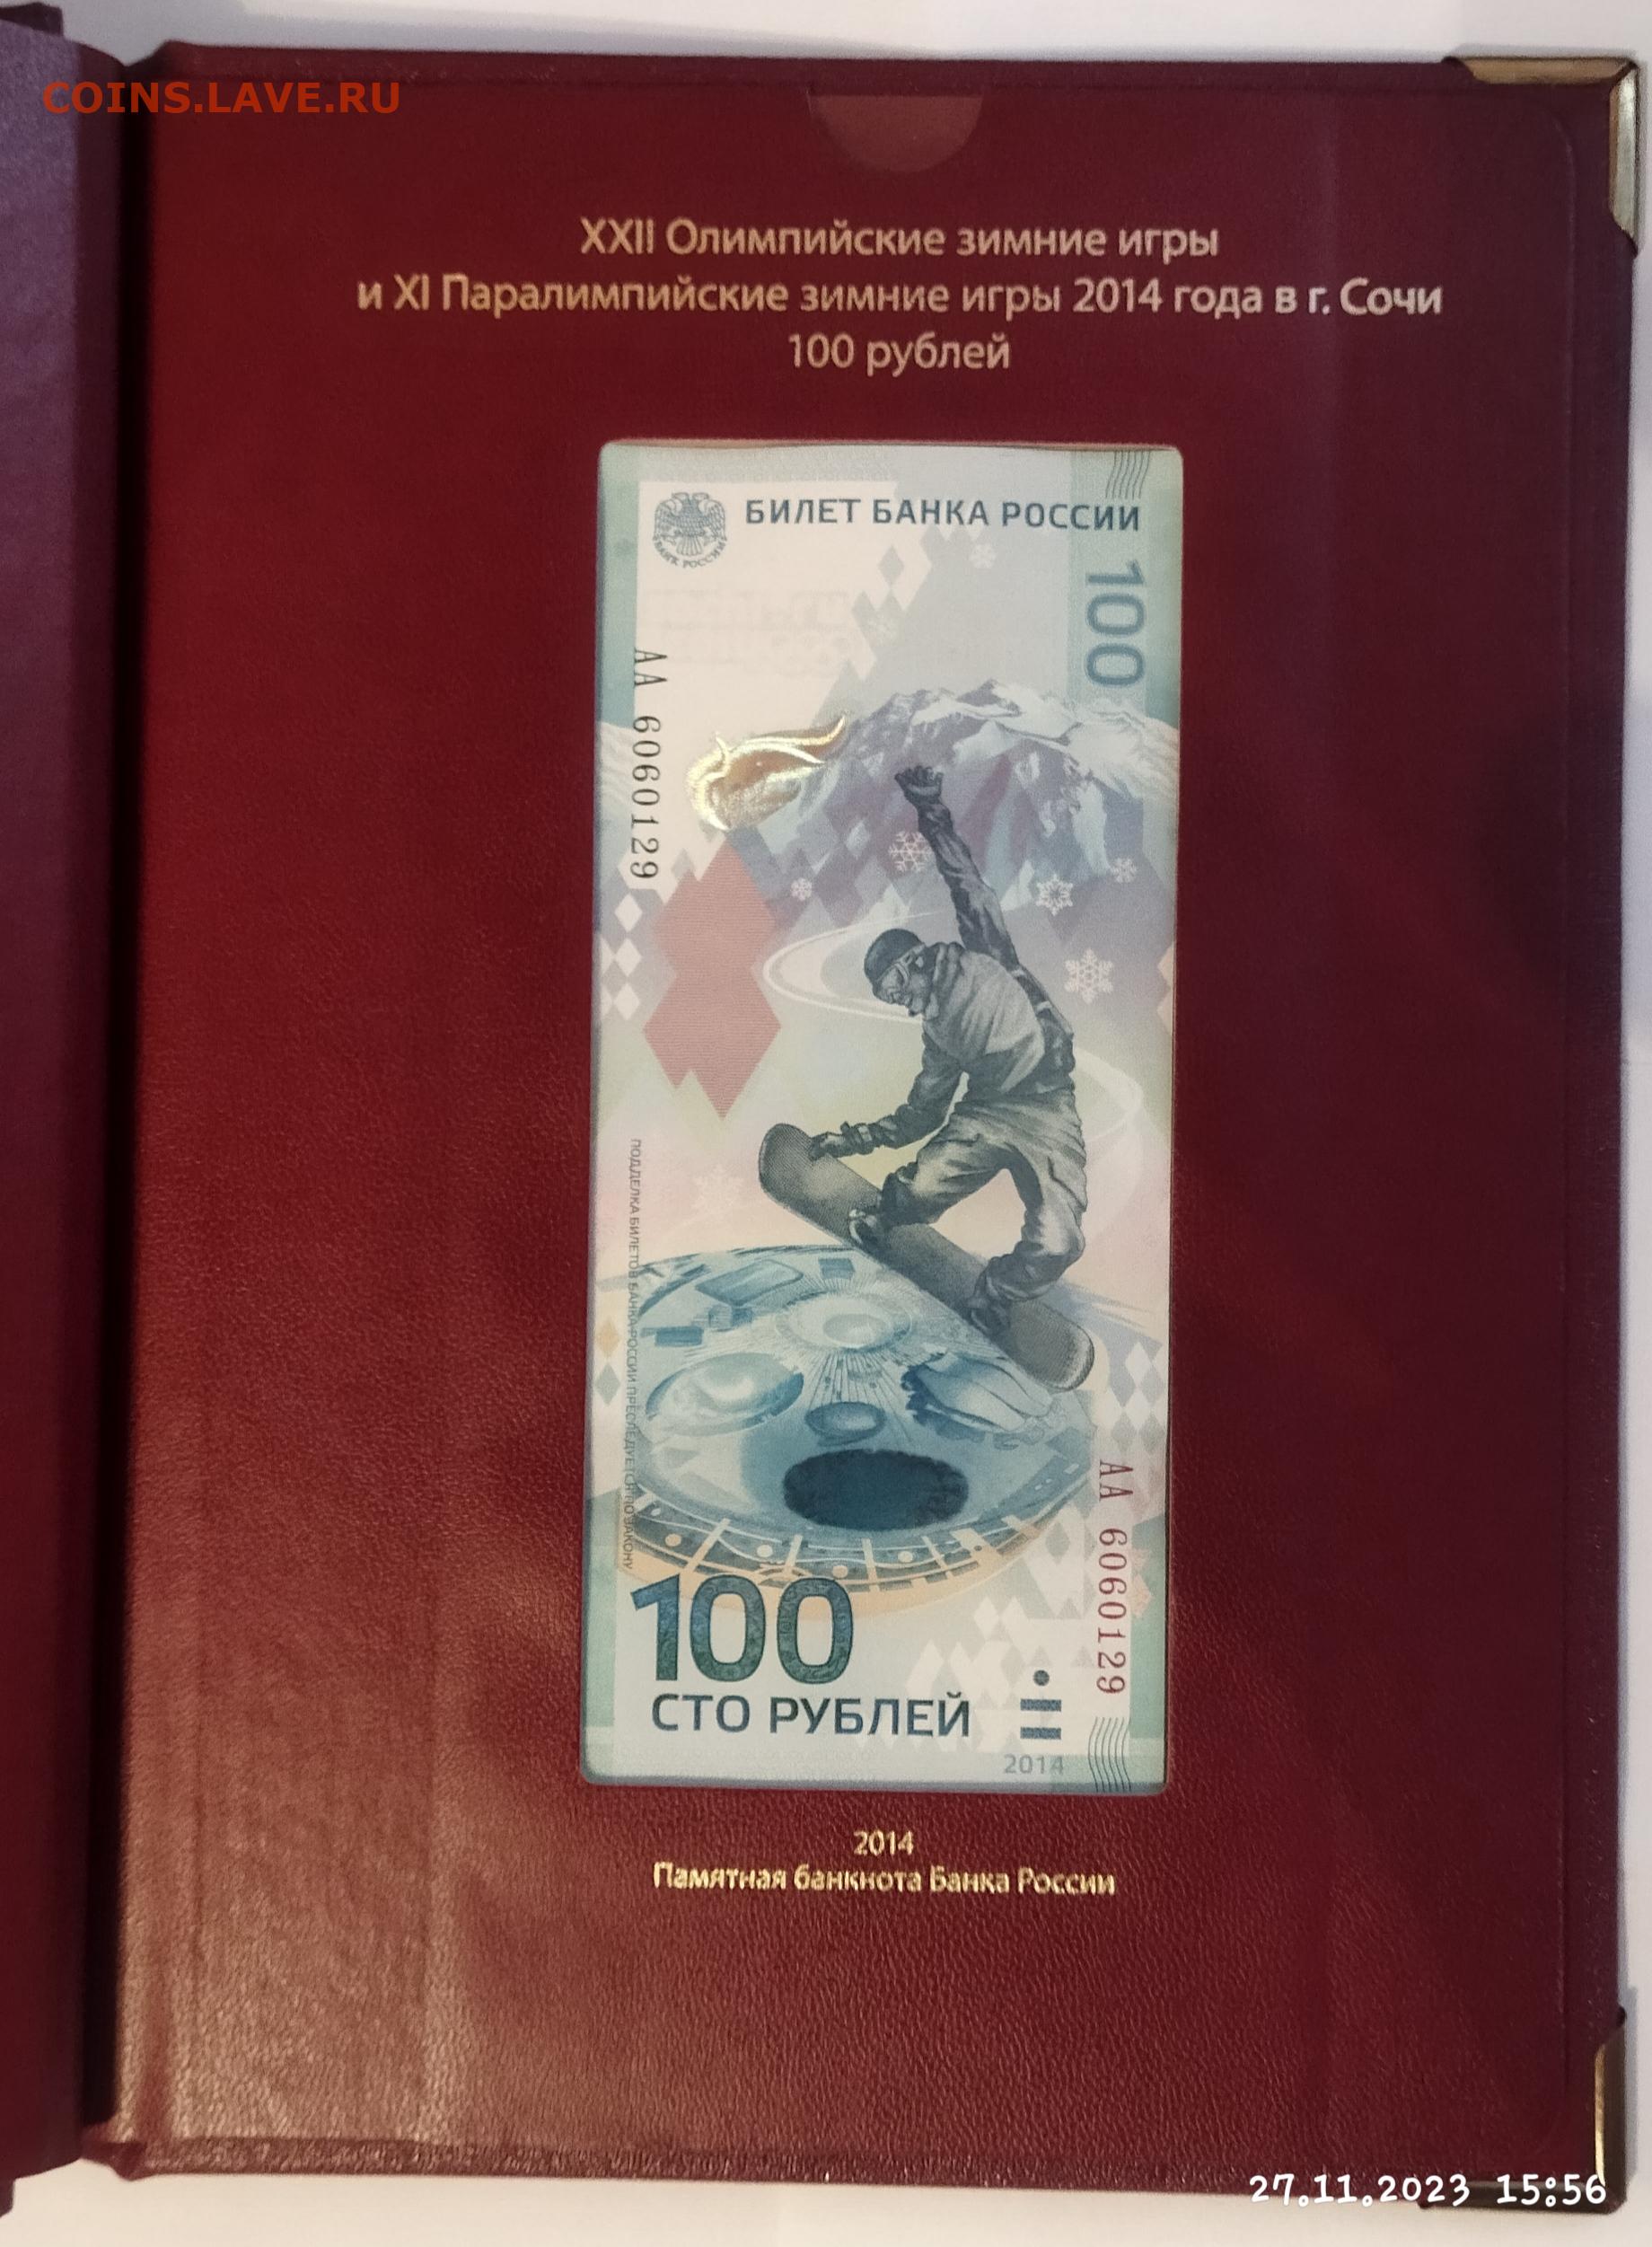 COINS.LAVE.RU
XXII Олимпийские зимние игры
и XI Паралимпийские зимние игры 2014 года в г. Сочи
100 рублей
БАНК РОССИИ
БИЛЕТ БАНКА РОССИИ
100
АА 6060129
ПОДДЕЛКА БИЛЕТОВ БАНКА РОССИИ ПРЕСЛЕДУЕТСЯ ПО ЗАКОНУ
АА 6060129
100
СТО РУБЛЕЙ
2014
2014
Памятная банкнота Банка России
27.11.2023 15:56